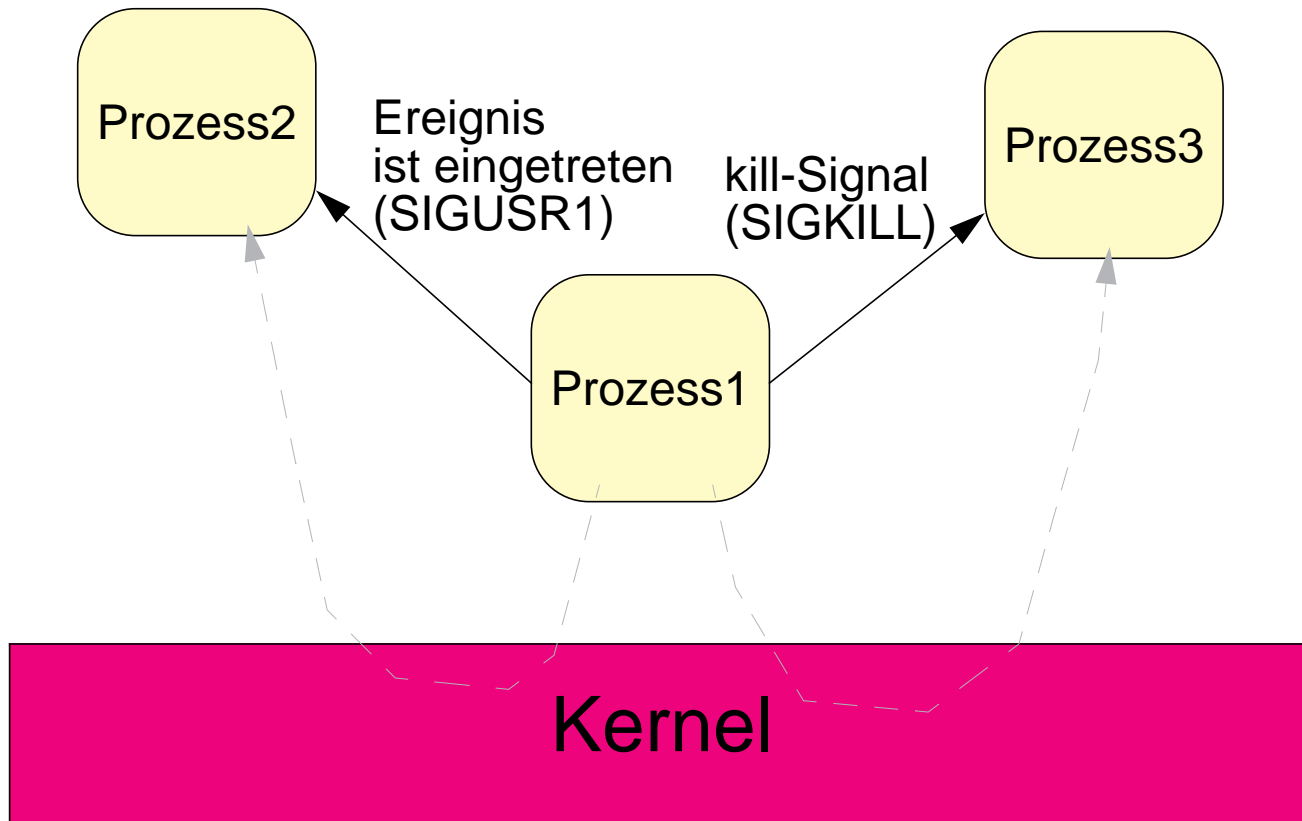 Prozess2
Ereignis
ist eingetreten
(SIGUSR1)
kill-Signal
(SIGKILL)
Prozess3
Prozess1
Kernel